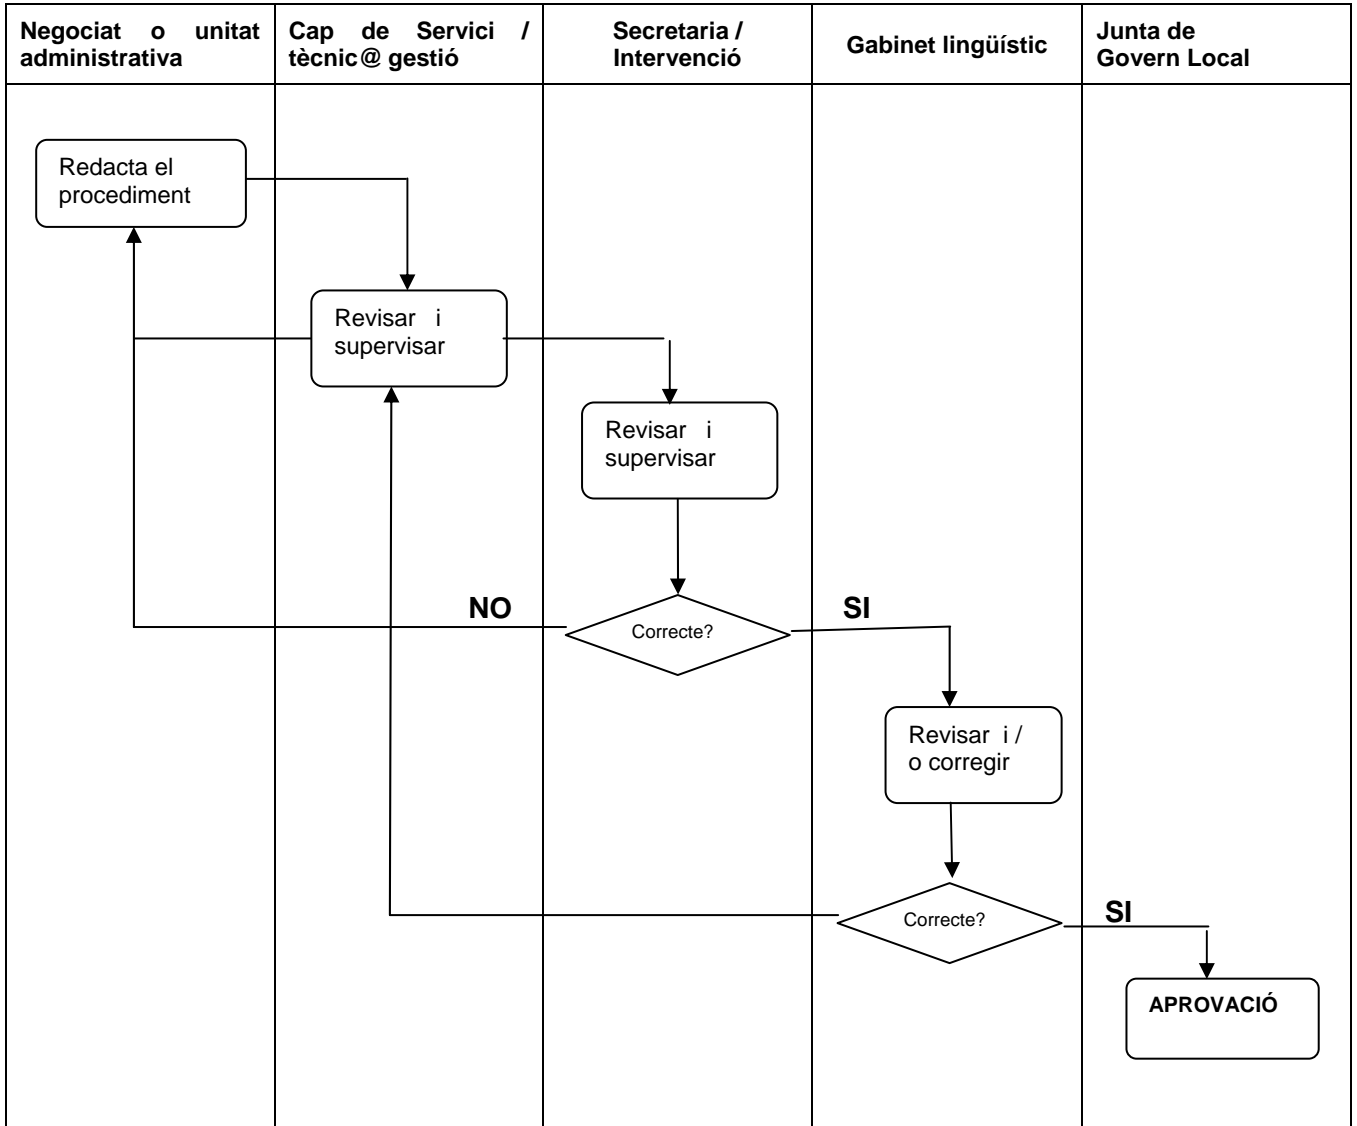 Negociat o unitat
administrativa
Cap de Servici /
tècnic@ gestió
Secretaria /
Intervenció
Gabinet lingüístic
Junta de
Govern Local
Redacta el
procediment
Revisar i
supervisar
Revisar i
supervisar
NO
Correcte?
SI
Revisar i /
o corregir
Correcte?
SI
APROVACIÓ